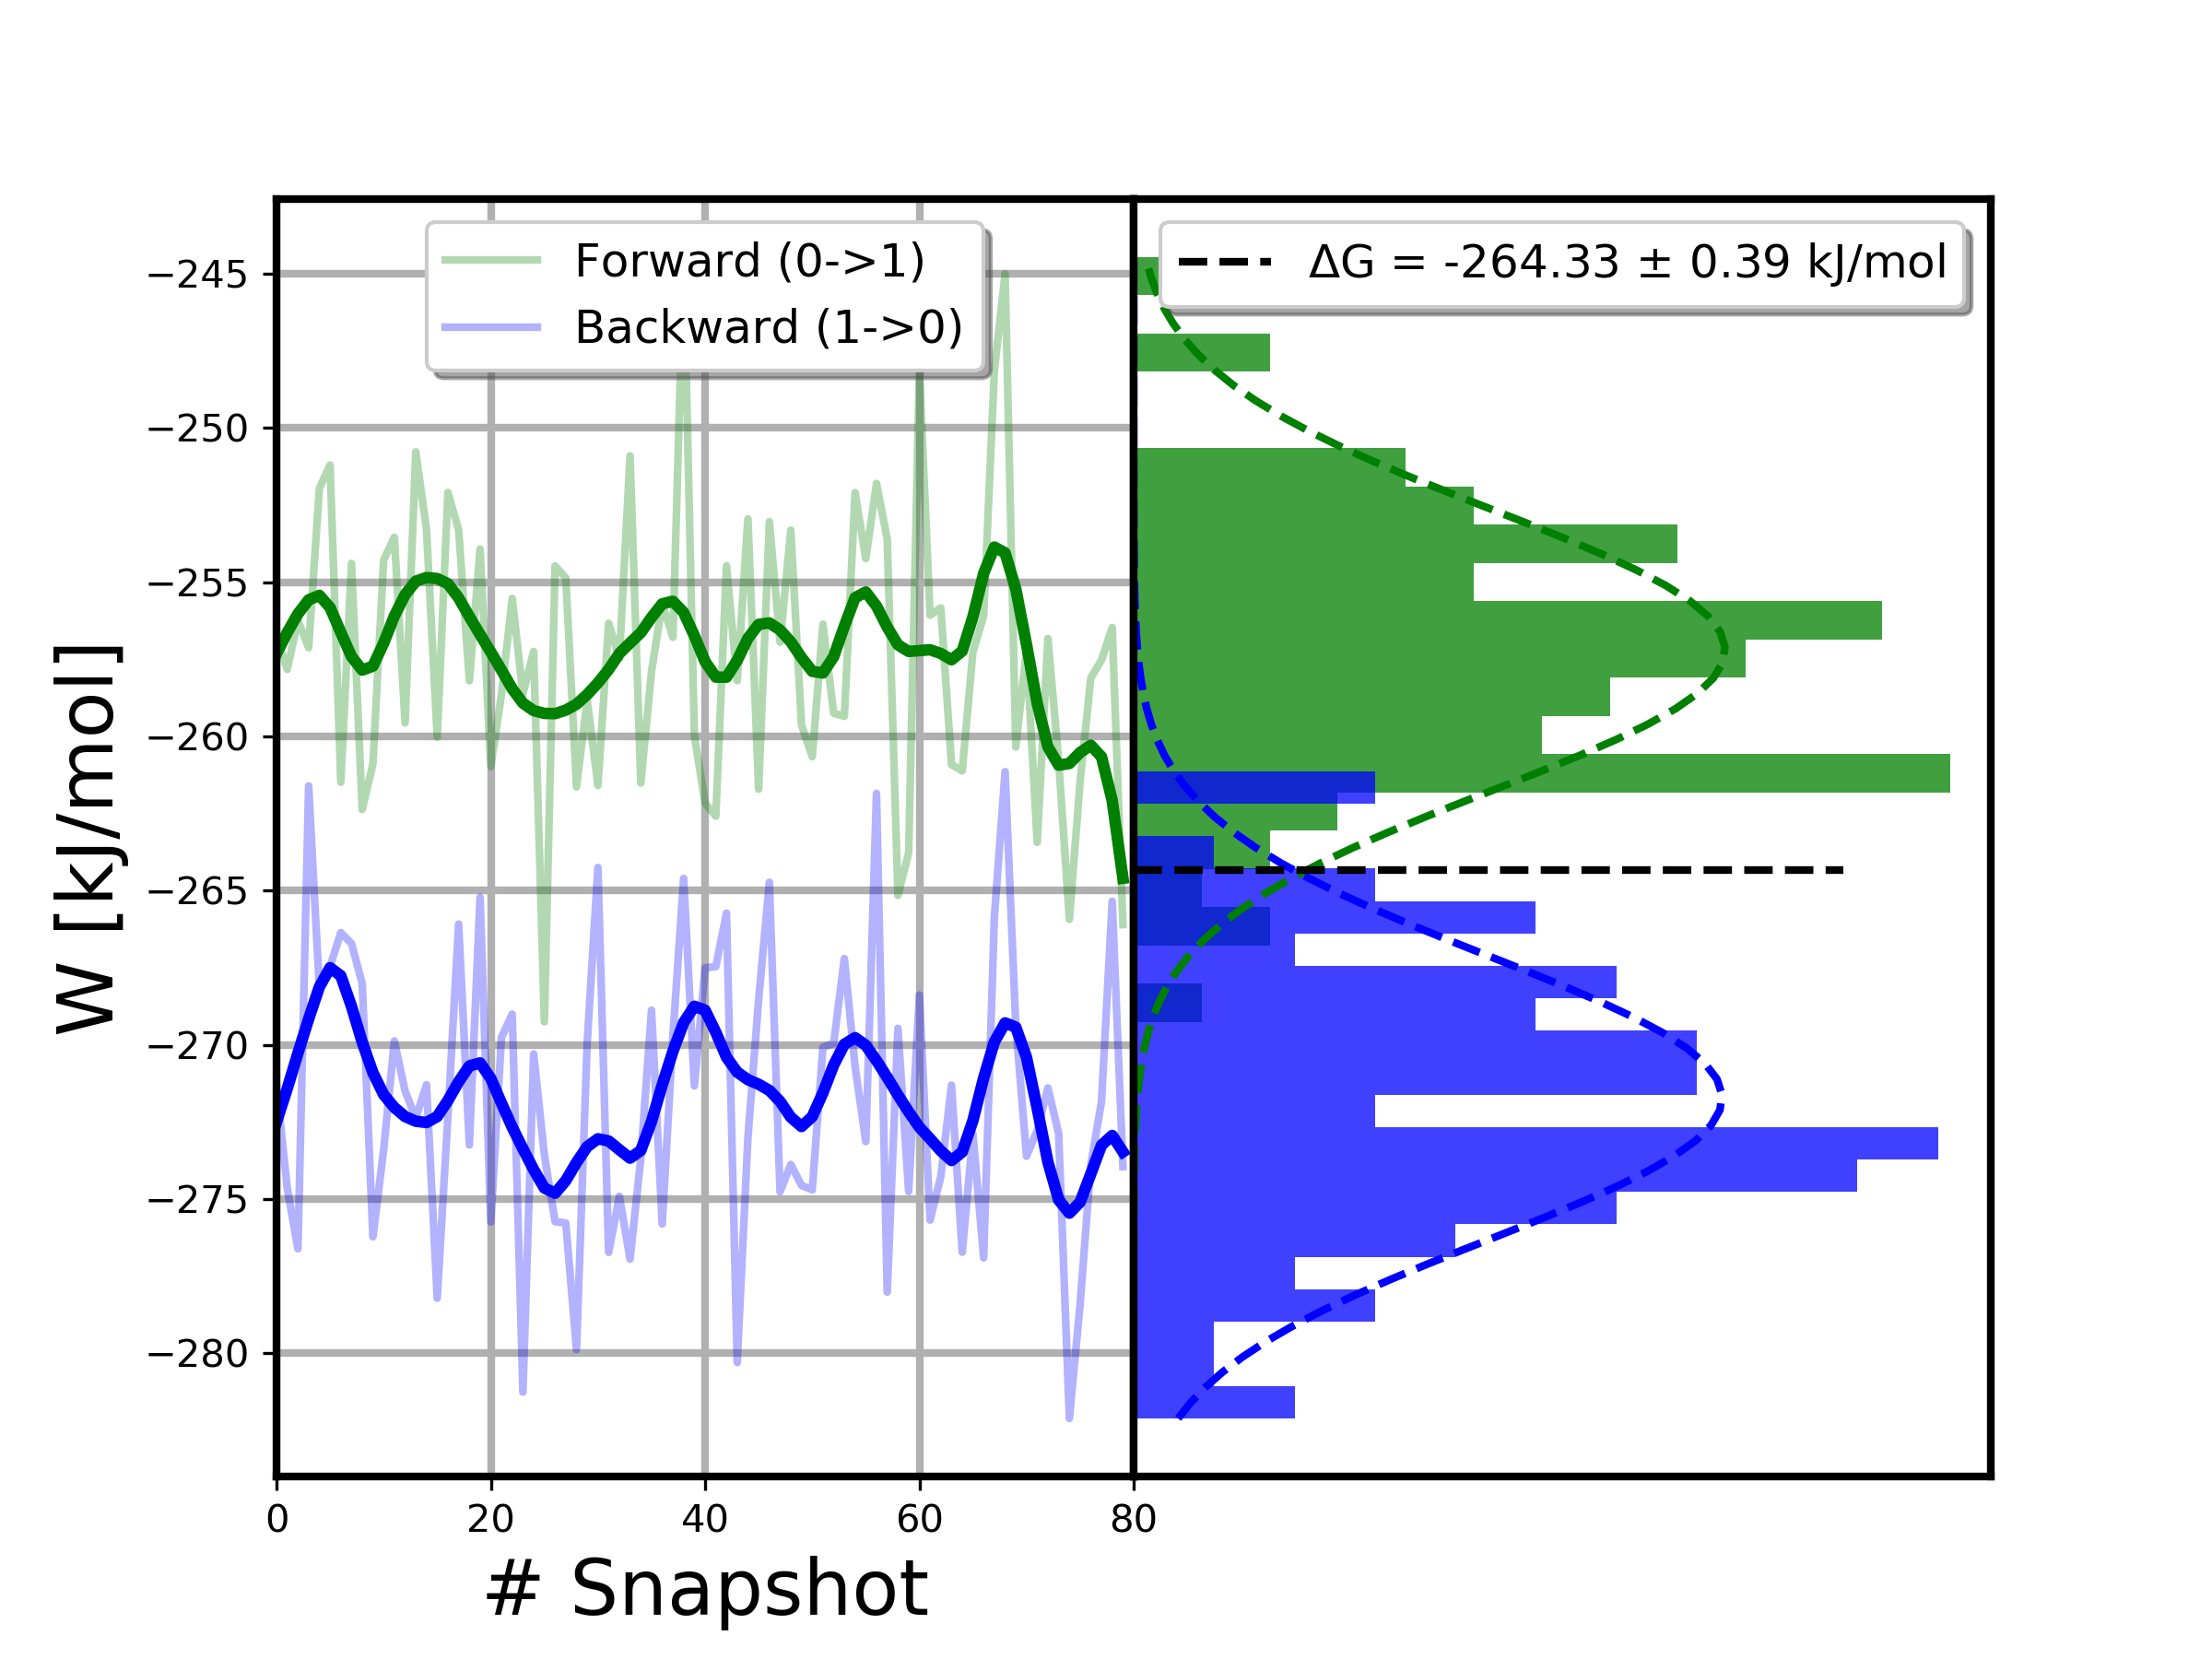 Forward (0->1)
Backward (1->0)
ΔG = -264.33 ± 0.39 kJ/mol
−245
−250
−255
−260
−265
−270
−275
−280
W [kJ/mol]
0 20 40 60 80
# Snapshot